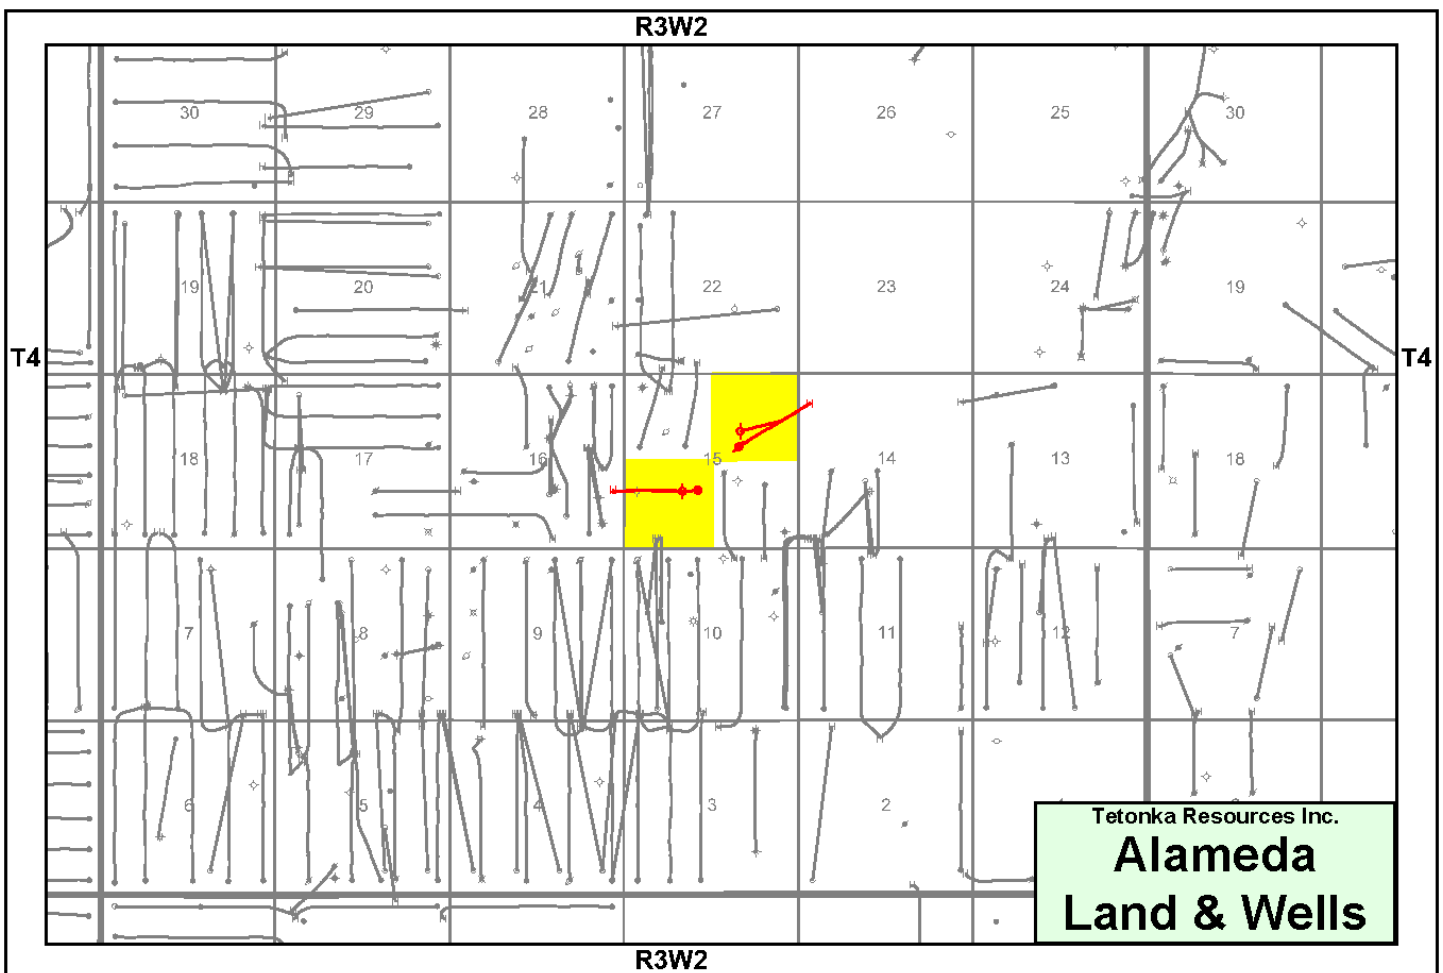 R3W2
30 29 28 27 26 25 30
19 20 21 22 23 24 19
T4 T4
18 17 16 15 14 13 18
7 8 9 10 11 12 7
6 5 4 3 2
Tetonka Resources Inc.
Alameda
Land & Wells
R3W2